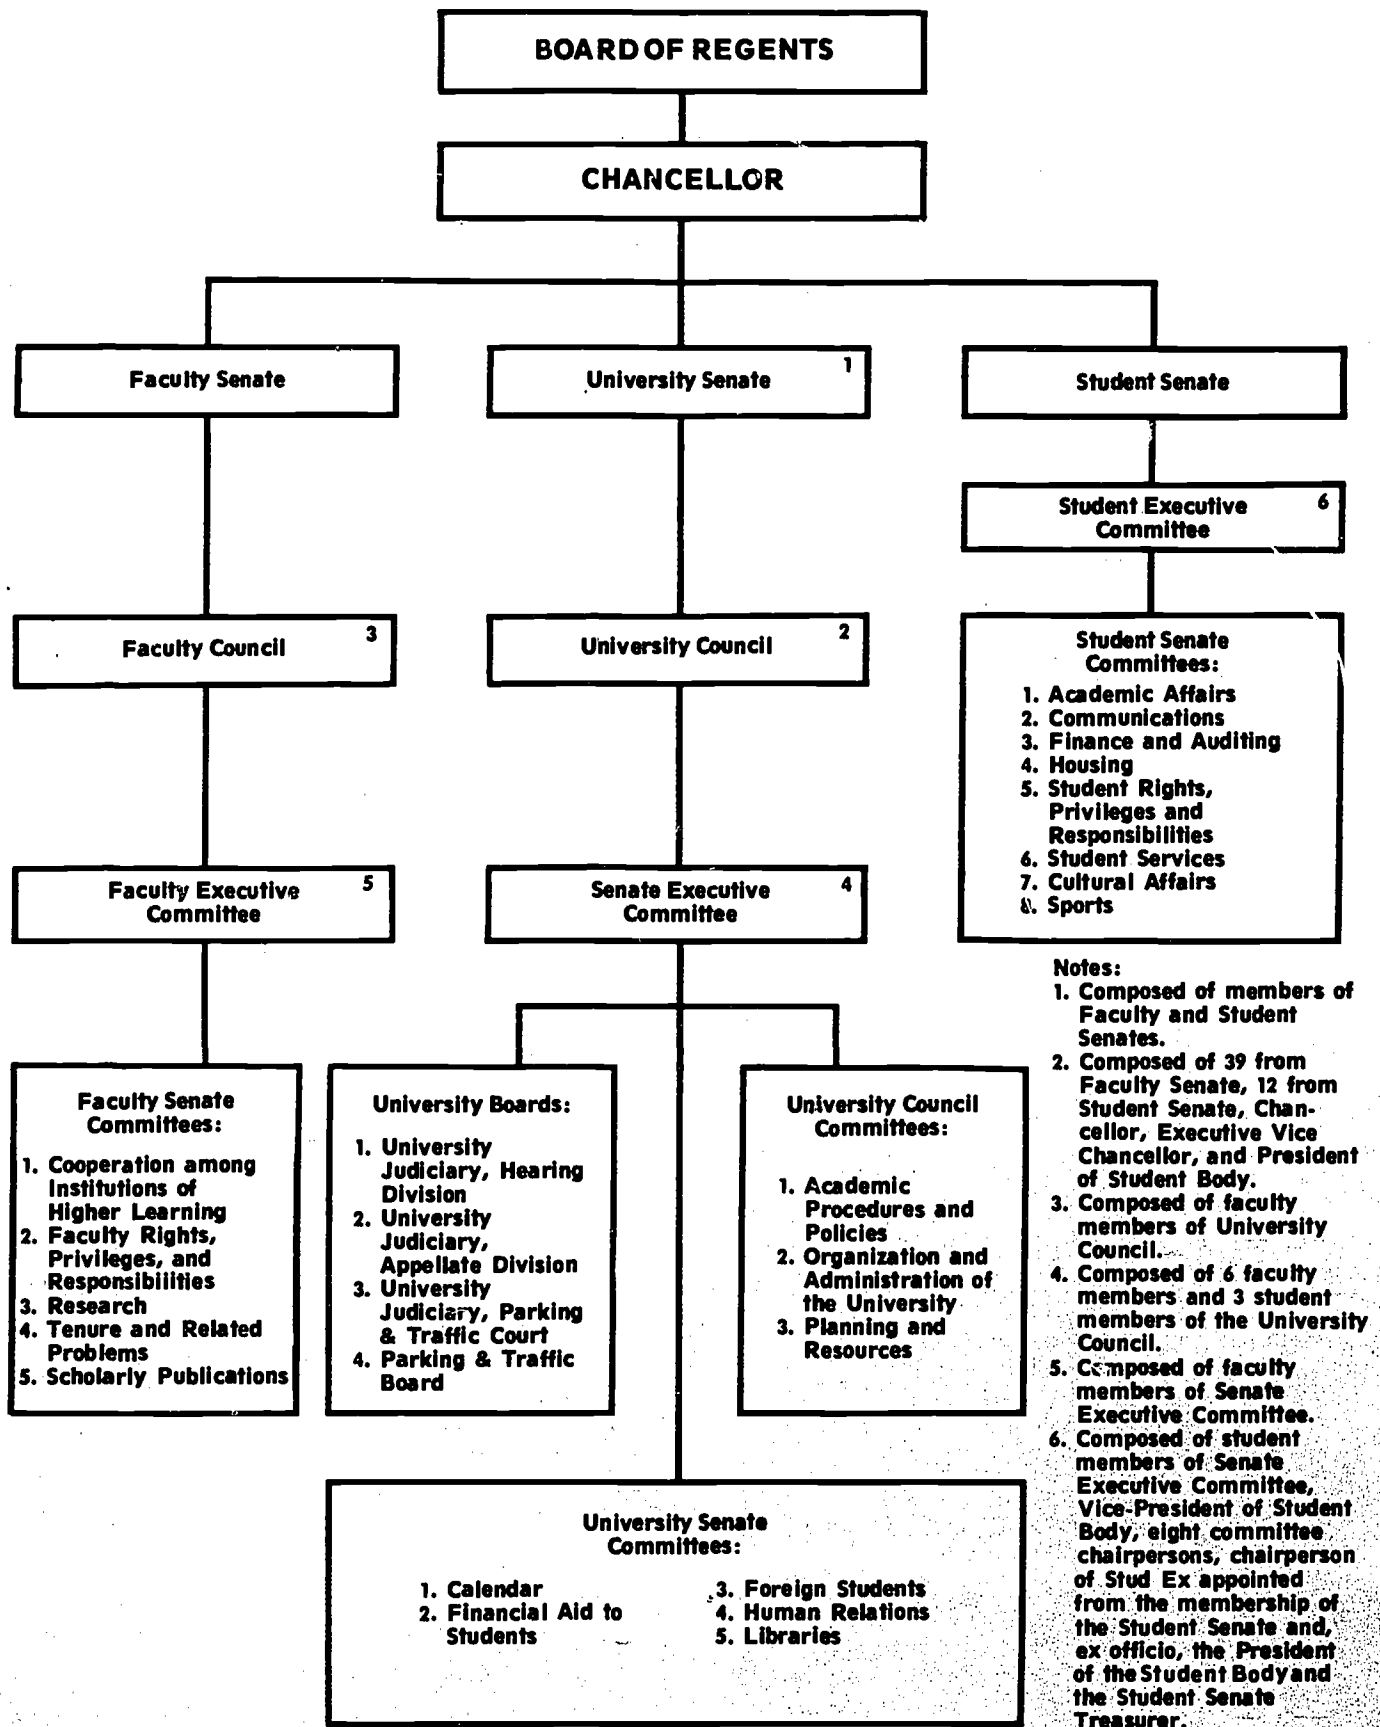 BOARD OF REGENTS
CHANCELLOR
Faculty Senate
University Senate 1
Student Senate
Student Executive 6
Committee
Faculty Council 3
University Council 2
Student Senate
Committees:
1. Academic Affairs
2. Communications
3. Finance and Auditing
4. Housing
5. Student Rights,
Privileges and
Responsibilities
6. Student Services
7. Cultural Affairs
8. Sports
Faculty Executive 5
Committee
Senate Executive 4
Committee
Faculty Senate
Committees:
1. Cooperation among
Institutions of
Higher Learning
2. Faculty Rights,
Privileges, and
Responsibilities
3. Research
4. Tenure and Related
Problems
5. Scholarly Publications
University Boards:
1. University
Judiciary, Hearing
Division
2. University
Judiciary,
Appellate Division
3. University
Judiciary, Parking
& Traffic Court
4. Parking & Traffic
Board
University Council
Committees:
1. Academic
Procedures and
Policies
2. Organization and
Administration of
the University
3. Planning and
Resources
University Senate
Committees:
1. Calendar
2. Financial Aid to
Students
3. Foreign Students
4. Human Relations
5. Libraries
Notes:
1. Composed of members of
Faculty and Student
Senates.
2. Composed of 39 from
Faculty Senate, 12 from
Student Senate, Chan-
cellor, Executive Vice
Chancellor, and President
of Student Body.
3. Composed of faculty
members of University
Council.
4. Composed of 6 faculty
members and 3 student
members of the University
Council.
5. Composed of faculty
members of Senate
Executive Committee.
6. Composed of student
members of Senate
Executive Committee,
Vice-President of Student
Body, eight committee
chairpersons, chairperson
of Stud Ex appointed
from the membership of
the Student Senate and,
ex officio, the President
of the Student Body and
the Student Senate
Treasurer.